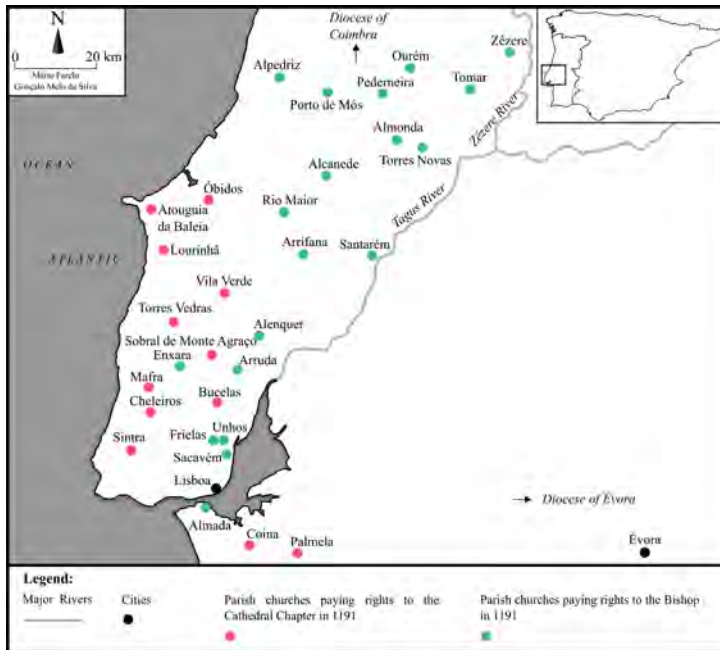 N
0 20 km
Mário Farelo
Gonçalo Melo da Silva
Diocese of
Coimbra
Zêzere
Ourém
Alpedriz
Pederneira
Tomar
Porto de Mós
Zêzere River
Almonda
Torres Novas
OCEAN
Alcanede
Óbidos
Tagus River
Atouguia
da Baleia
Rio Maior
Lourinhã
Arrifana
Santarém
ATLANTIC
Vila Verde
Torres Vedras
Alenquer
Sobral de Monte Agraço
Enxara
Arruda
Mafra
Cheleiros
Bucelas
Sintra
Frielas
Unhos
Sacavém
Lisboa
Diocese of Évora
Almada
Coina
Palmela
Évora
Legend:
Major Rivers
Cities
Parish churches paying rights to the
Cathedral Chapter in 1191
Parish churches paying rights to the Bishop
in 1191